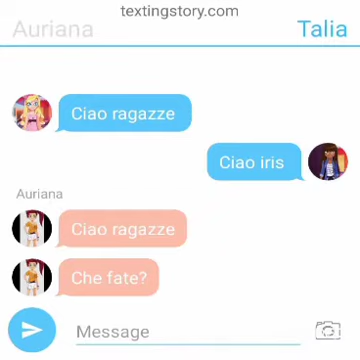 textingstory.com
Auriana
Talia
Ciao ragazze
Ciao iris
Auriana
Ciao ragazze
Che fate?
Message